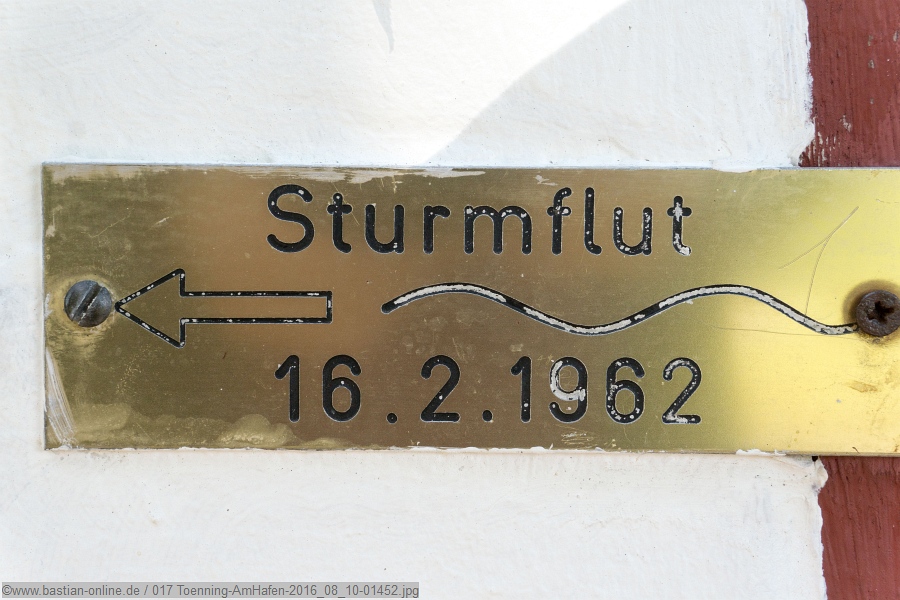 Sturmflut
16.2.1962
©www.bastian-online.de / 017 Toenning-AmHafen-2016_08_10-01452.jpg